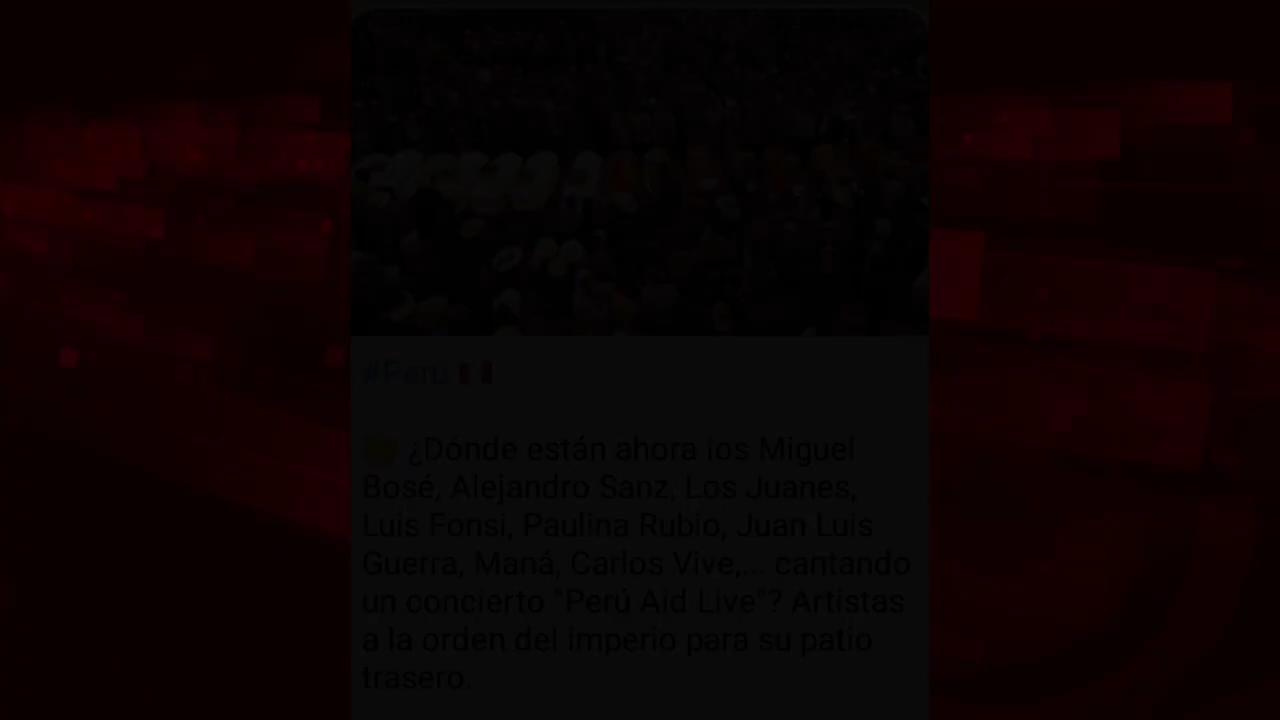 #Perú
¿Dónde están ahora los Miguel
Bosé, Alejandro Sanz, Los Juanes,
Luis Fonsi, Paulina Rubio, Juan Luis
Guerra, Maná, Carlos Vive,... cantando
un concierto "Perú Aid Live"? Artistas
a la orden del imperio para su patio
trasero.